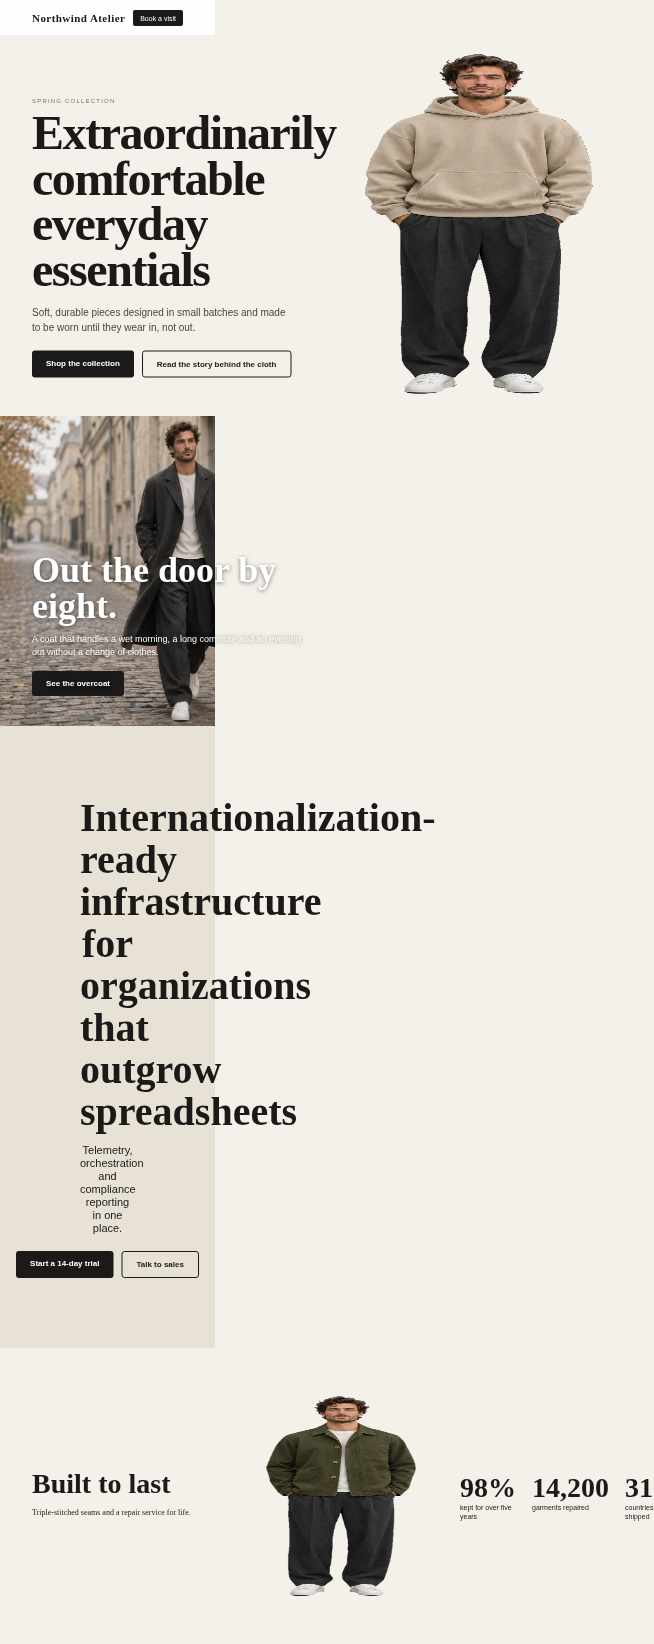 Northwind Atelier
Book a visit
SPRING COLLECTION
Extraordinarily
comfortable
everyday
essentials
Soft, durable pieces designed in small batches and made
to be worn until they wear in, not out.
Shop the collection
Read the story behind the cloth
Out the door by
eight.
A coat that handles a wet morning, a long commute and an evening
out without a change of clothes.
See the overcoat
Internationalization-
ready
infrastructure
for
organizations
that
outgrow
spreadsheets
Telemetry,
orchestration
and
compliance
reporting
in one
place.
Start a 14-day trial
Talk to sales
Built to last
Triple-stitched seams and a repair service for life.
98%
kept for over five
years
14,200
garments repaired
31
countries
shipped